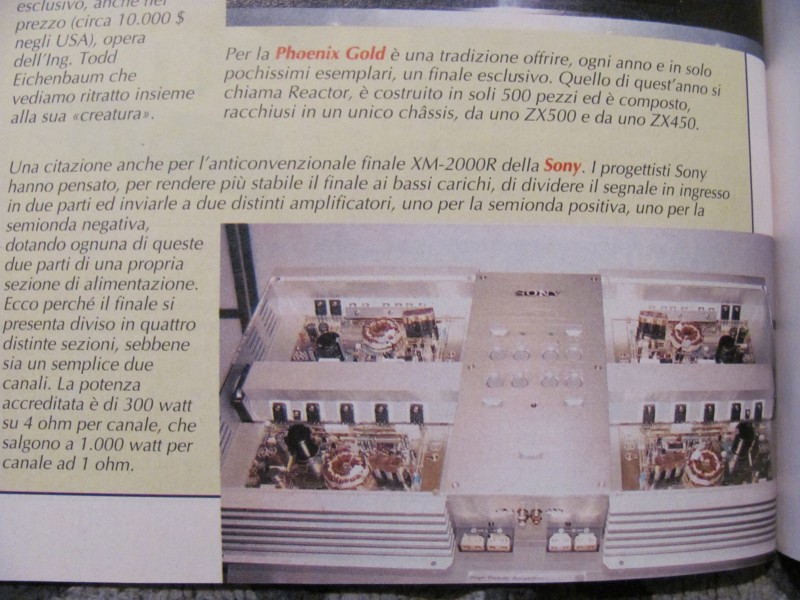 esclusivo, anche nel
prezzo (circa 10.000 $
negli USA), opera
dell'Ing. Todd
Eichenbaum che
vediamo ritratto insieme
alla sua «creatura».
Per la Phoenix Gold è una tradizione offrire, ogni anno e in solo
pochissimi esemplari, un finale esclusivo. Quello di quest'anno si
chiama Reactor, è costruito in soli 500 pezzi ed è composto,
racchiusi in un unico châssis, da uno ZX500 e da uno ZX450.
Una citazione anche per l'anticonvenzionale finale XM-2000R della Sony. I progettisti Sony
hanno pensato, per rendere più stabile il finale ai bassi carichi, di dividere il segnale in ingresso
in due parti ed inviarle a due distinti amplificatori, uno per la semionda positiva, uno per la
semionda negativa,
dotando ognuna di queste
due parti di una propria
sezione di alimentazione.
Ecco perché il finale si
presenta diviso in quattro
distinte sezioni, sebbene
sia un semplice due
canali. La potenza
accreditata è di 300 watt
su 4 ohm per canale, che
salgono a 1.000 watt per
canale ad 1 ohm.
SONY